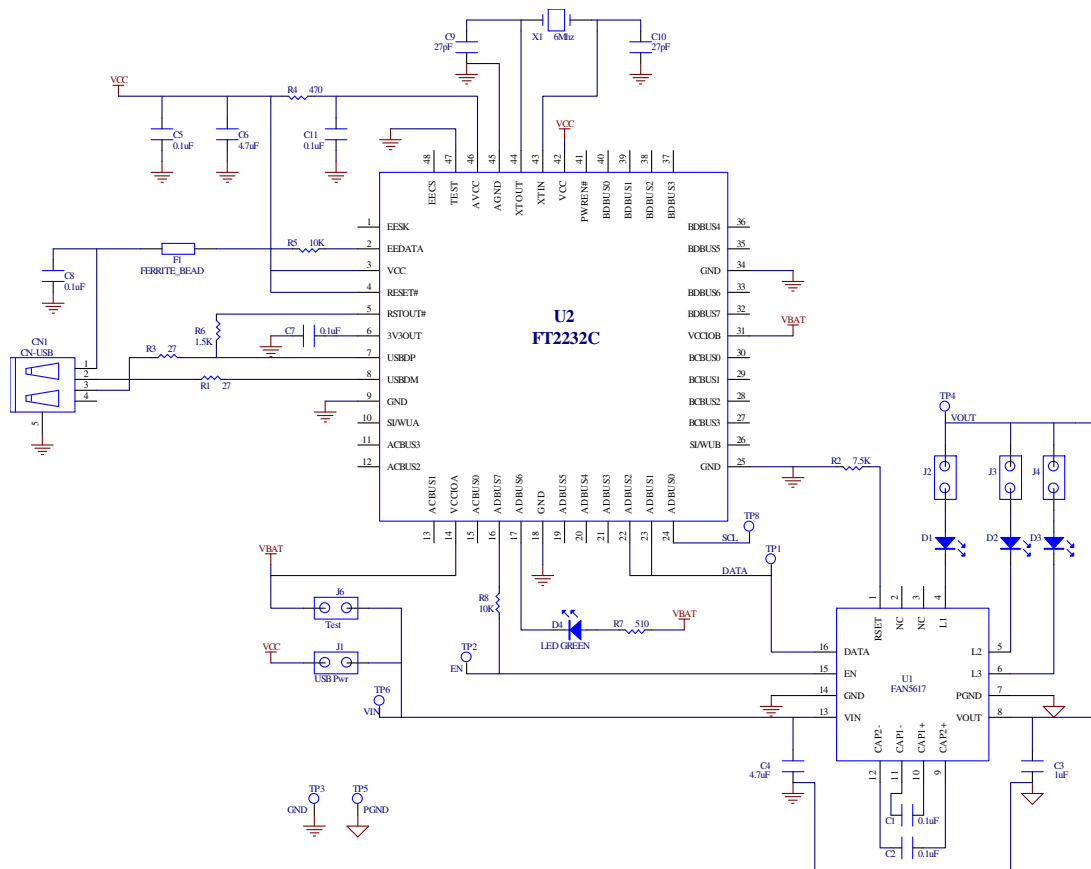 C9
27pF
X1 6Mhz
C10
27pF
VCC
R4 470
C5
0.1uF
C6
4.7uF
C11
0.1uF
VCC
48 47 46 45 44 43 42 41 40 39 38 37
EECS TEST AVCC AGND XTOUT XTIN VCC PWREN# BDBUS0 BDBUS1 BDBUS2 BDBUS3
1 EESK
2 EEDATA
3 VCC
4 RESET#
5 RSTOUT#
6 3V3OUT
7 USBDP
8 USBDM
9 GND
10 SI/WUA
11 ACBUS3
12 ACBUS2
BDBUS4 36
BDBUS5 35
GND 34
BDBUS6 33
BDBUS7 32
VCCIOB 31
BCBUS0 30
BCBUS1 29
BCBUS2 28
BCBUS3 27
SI/WUB 26
GND 25
U2
FT2232C
ACBUS1 VCCIOA ACBUS0 ADBUS7 ADBUS6 GND ADBUS5 ADBUS4 ADBUS3 ADBUS2 ADBUS1 ADBUS0
13 14 15 16 17 18 19 20 21 22 23 24
R5 10K
F1
FERRITE_BEAD
C8
0.1uF
R6
1.5K
C7 0.1uF
CN1
CN-USB
R3 27
R1 27
1
2
3
4
5
VBAT
TP4
VOUT
R2 7.5K
J2
J3
J4
D1
D2
D3
TP8
SCL
TP1
DATA
VBAT
J6
Test
VCC
J1
USB Pwr
R8
10K
D4
LED GREEN
R7 510
VBAT
TP2
EN
TP6
VIN
1 2 3 4
RSET NC NC L1
16 DATA
15 EN
14 GND
13 VIN
L2 5
L3 6
PGND 7
VOUT 8
U1
FAN5617
CAP2- CAP1- CAP1+ CAP2+
12 11 10 9
C4
4.7uF
C3
1uF
C1 0.1uF
C2 0.1uF
TP3
GND
TP5
PGND